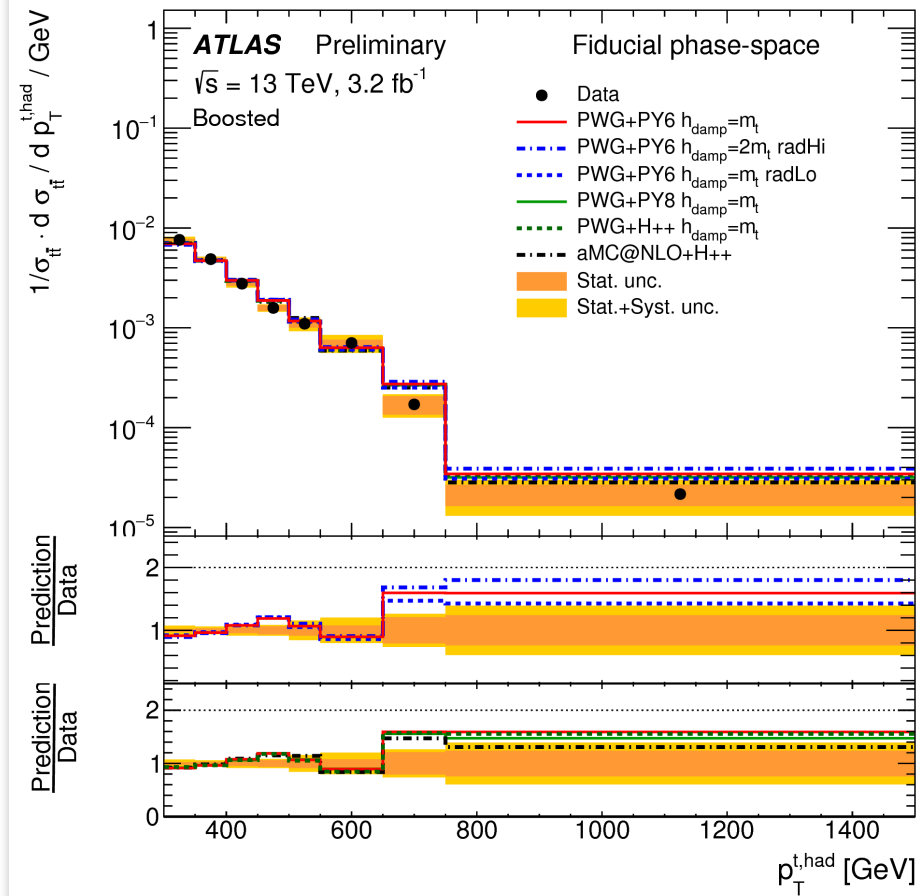 ATLAS Preliminary Fiducial phase-space
√s = 13 TeV, 3.2 fb⁻¹
Boosted
Data
PWG+PY6 h_damp=m_t
PWG+PY6 h_damp=2m_t radHi
PWG+PY6 h_damp=m_t radLo
PWG+PY8 h_damp=m_t
PWG+H++ h_damp=m_t
aMC@NLO+H++
Stat. unc.
Stat.+Syst. unc.
1/σ_tt̄ · d σ_tt̄ / d p_T^t,had / GeV
1
10⁻¹
10⁻²
10⁻³
10⁻⁴
10⁻⁵
Prediction
Data
2
1
Prediction
Data
2
1
0
400 600 800 1000 1200 1400
p_T^t,had [GeV]